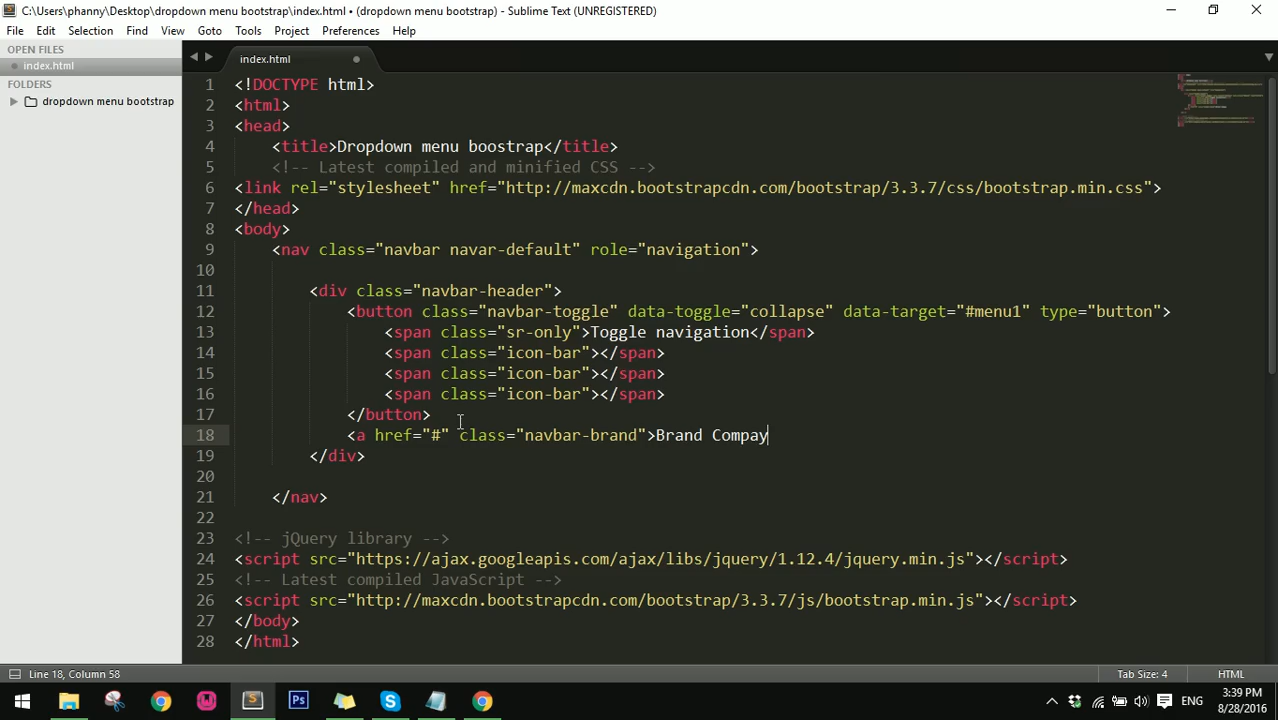 C:\Users\phanny\Desktop\dropdown menu bootstrap\index.html • (dropdown menu bootstrap) - Sublime Text (UNREGISTERED)
File Edit Selection Find View Goto Tools Project Preferences Help
OPEN FILES
index.html
FOLDERS
dropdown menu bootstrap
index.html
1 <!DOCTYPE html>
2 <html>
3 <head>
4 <title>Dropdown menu boostrap</title>
5 <!-- Latest compiled and minified CSS -->
6 <link rel="stylesheet" href="http://maxcdn.bootstrapcdn.com/bootstrap/3.3.7/css/bootstrap.min.css">
7 </head>
8 <body>
9 <nav class="navbar navar-default" role="navigation">
10
11 <div class="navbar-header">
12 <button class="navbar-toggle" data-toggle="collapse" data-target="#menu1" type="button">
13 <span class="sr-only">Toggle navigation</span>
14 <span class="icon-bar"></span>
15 <span class="icon-bar"></span>
16 <span class="icon-bar"></span>
17 </button>
18 <a href="#" class="navbar-brand">Brand Compay
19 </div>
20
21 </nav>
22
23 <!-- jQuery library -->
24 <script src="https://ajax.googleapis.com/ajax/libs/jquery/1.12.4/jquery.min.js"></script>
25 <!-- Latest compiled JavaScript -->
26 <script src="http://maxcdn.bootstrapcdn.com/bootstrap/3.3.7/js/bootstrap.min.js"></script>
27 </body>
28 </html>
Line 18, Column 58
Tab Size: 4
HTML
Ps
ENG
3:39 PM
8/28/2016